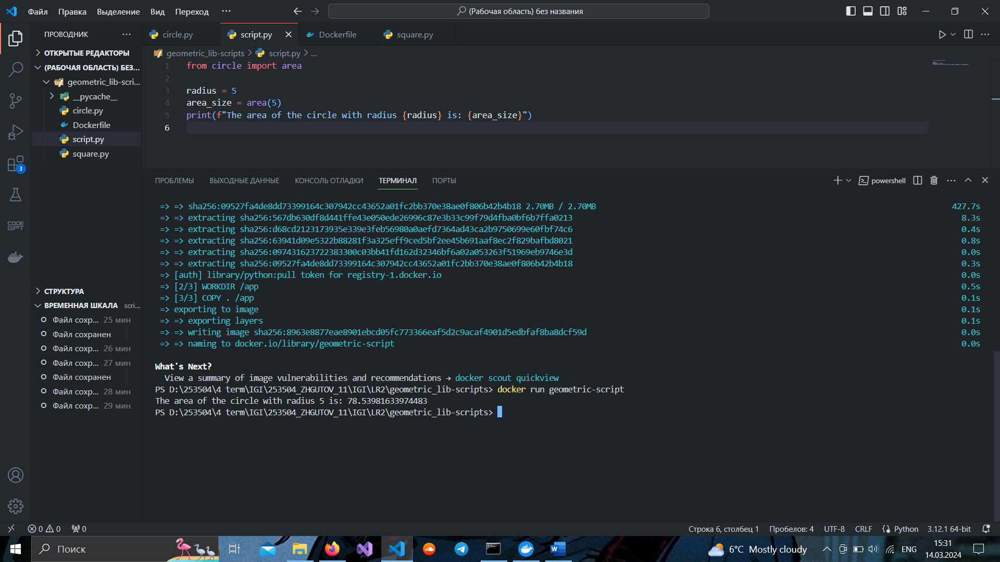 Файл Правка Выделение Вид Переход ···
(Рабочая область) без названия
ПРОВОДНИК
ОТКРЫТЫЕ РЕДАКТОРЫ
(РАБОЧАЯ ОБЛАСТЬ) БЕЗ...
geometric_lib-scri...
__pycache__
circle.py
Dockerfile
script.py
square.py
3
CODE
GPT
СТРУКТУРА
ВРЕМЕННАЯ ШКАЛА scri...
Файл сохр... 25 мин
Файл сохранен
Файл сохр... 26 мин
Файл сохр... 27 мин
Файл сохранен
Файл сохр... 28 мин
Файл сохр... 29 мин
circle.py script.py Dockerfile square.py
geometric_lib-scripts > script.py > ...
1 from circle import area
2
3 radius = 5
4 area_size = area(5)
5 print(f"The area of the circle with radius {radius} is: {area_size}")
6
ПРОБЛЕМЫ ВЫХОДНЫЕ ДАННЫЕ КОНСОЛЬ ОТЛАДКИ ТЕРМИНАЛ ПОРТЫ
powershell
=> => sha256:09527fa4de8dd73399164c307942cc43652a01fc2bb370e38ae0f806b42b4b18 2.70MB / 2.70MB 427.7s
=> => extracting sha256:567db630df8d441ffe43e050ede26996c87e3b33c99f79d4fba0bf6b7ffa0213 8.3s
=> => extracting sha256:d68cd2123173935e339e3feb56980a0aefd7364ad43ca2b9750699e60fbf74c6 0.4s
=> => extracting sha256:63941d09e5322b88281f3a325eff9ced5bf2ee45b691aaf8ec2f829bafbd8021 0.8s
=> => extracting sha256:097431623722383300c03bb41fd162d32346bf6a02a053263f51969eb9746e3d 0.0s
=> => extracting sha256:09527fa4de8dd73399164c307942cc43652a01fc2bb370e38ae0f806b42b4b18 0.3s
=> [auth] library/python:pull token for registry-1.docker.io 0.0s
=> [2/3] WORKDIR /app 0.5s
=> [3/3] COPY . /app 0.1s
=> exporting to image 0.1s
=> => exporting layers 0.1s
=> => writing image sha256:8963e8877eae8901ebcd05fc773366eaf5d2c9acaf4901d5edbfaf8ba8dcf59d 0.0s
=> => naming to docker.io/library/geometric-script 0.0s
What's Next?
View a summary of image vulnerabilities and recommendations → docker scout quickview
PS D:\253504\4 term\IGI\253504_ZHGUTOV_11\IGI\LR2\geometric_lib-scripts> docker run geometric-script
The area of the circle with radius 5 is: 78.53981633974483
PS D:\253504\4 term\IGI\253504_ZHGUTOV_11\IGI\LR2\geometric_lib-scripts>
0 0 0
Строка 6, столбец 1 Пробелов: 4 UTF-8 CRLF Python 3.12.1 64-bit
Поиск
6°C Mostly cloudy
ENG
15:31
14.03.2024